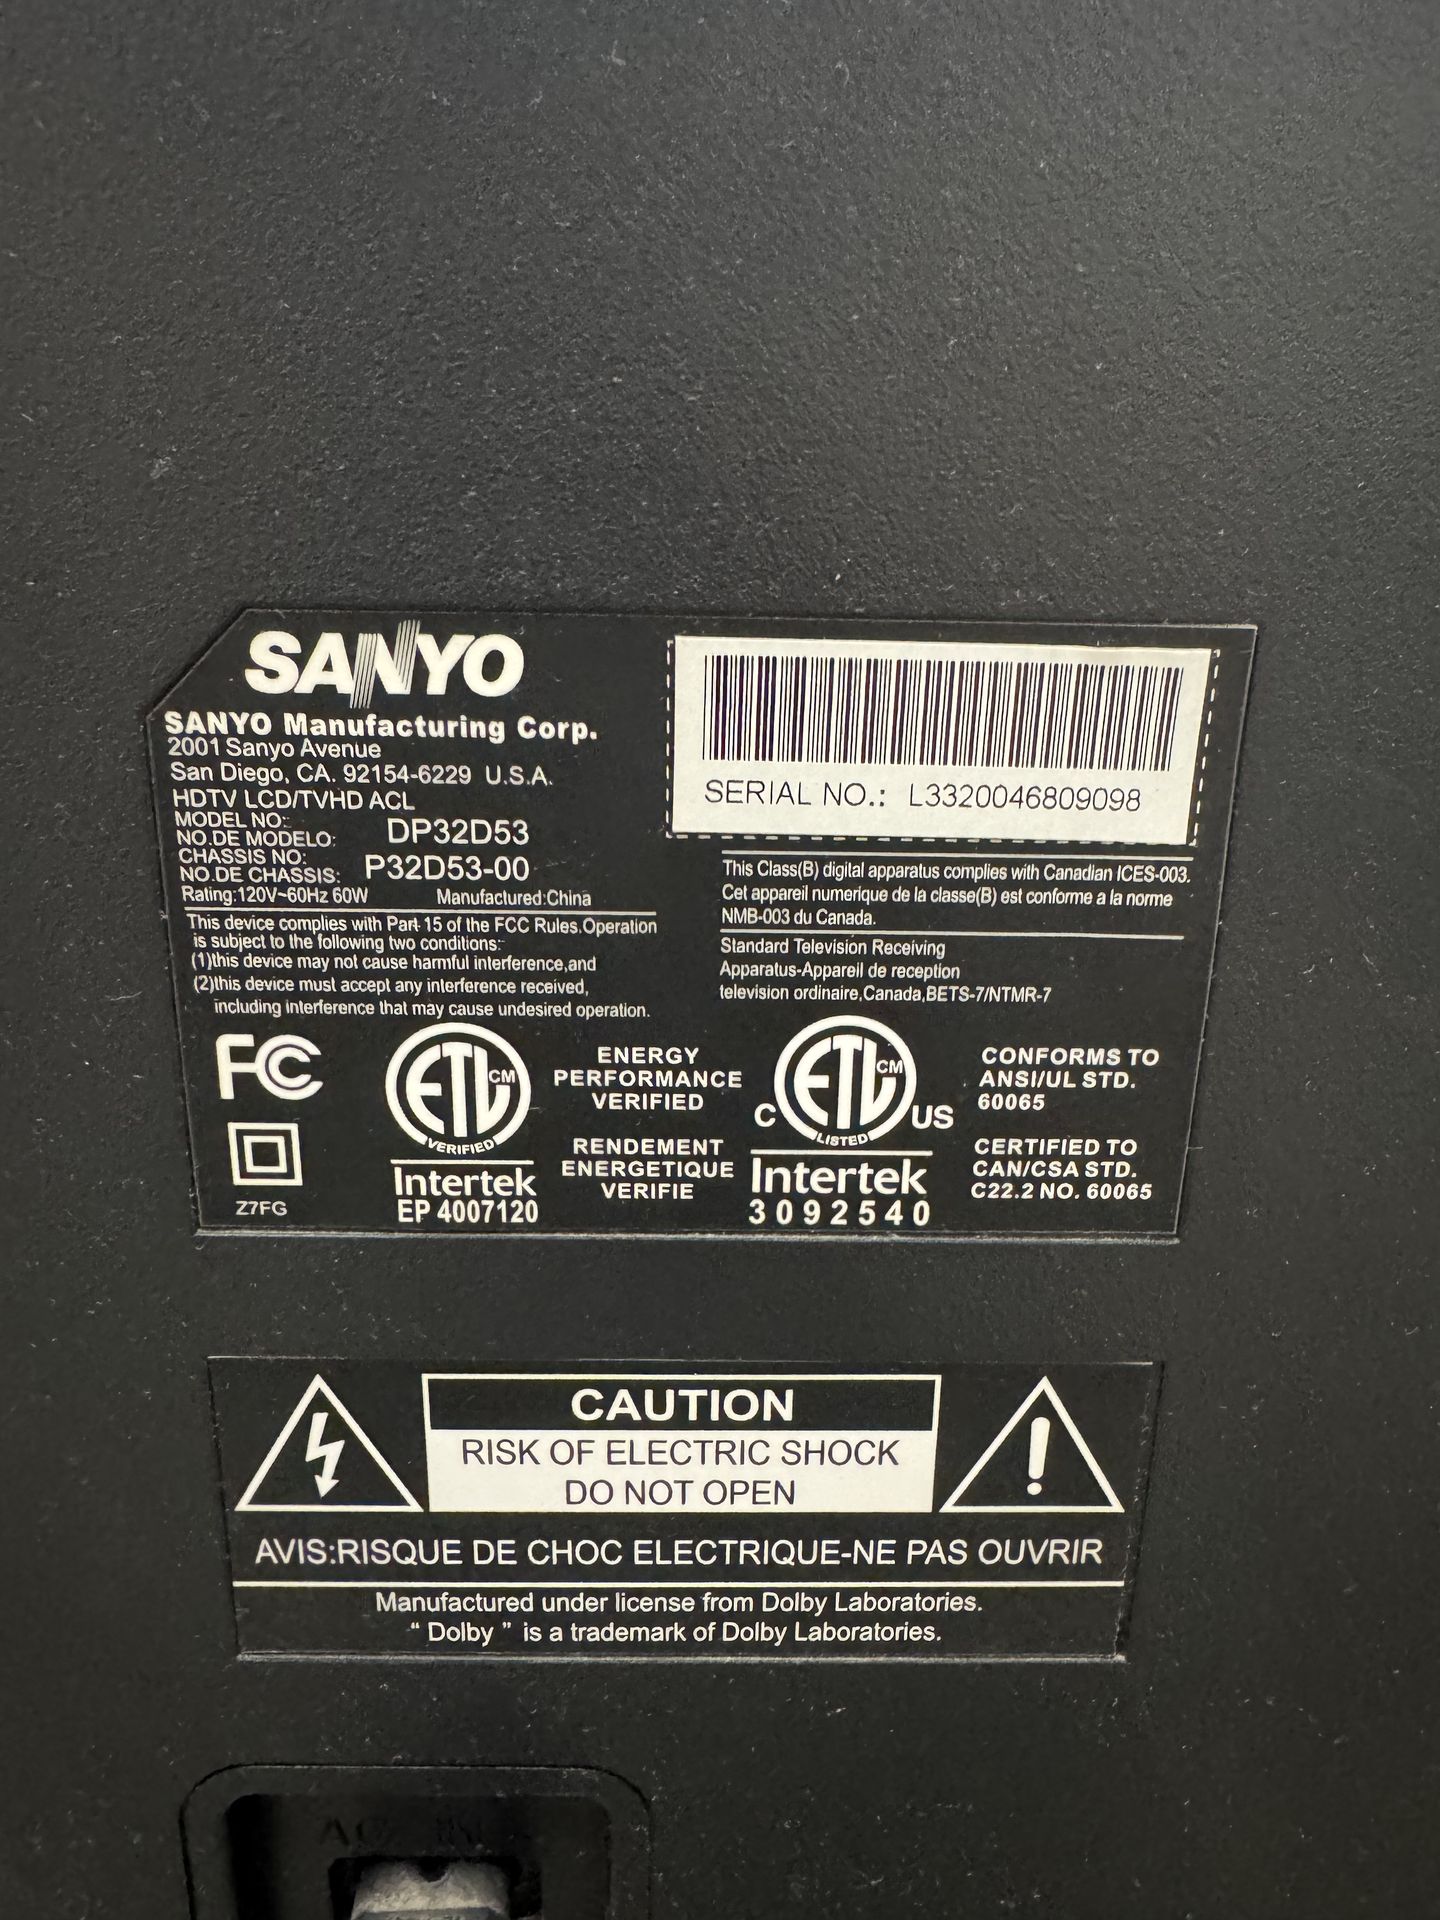 SANYO
SANYO Manufacturing Corp.
2001 Sanyo Avenue
San Diego, CA. 92154-6229 U.S.A.
HDTV LCD/TVHD ACL
MODEL NO:
NO.DE MODELO: DP32D53
CHASSIS NO:
NO.DE CHASSIS: P32D53-00
Rating:120V~60Hz 60W Manufactured:China
This device complies with Part 15 of the FCC Rules.Operation
is subject to the following two conditions:
(1)this device may not cause harmful interference,and
(2)this device must accept any interference received,
including interference that may cause undesired operation.
SERIAL NO.: L3320046809098
This Class(B) digital apparatus complies with Canadian ICES-003.
Cet appareil numerique de la classe(B) est conforme a la norme
NMB-003 du Canada.
Standard Television Receiving
Apparatus-Appareil de reception
television ordinaire,Canada,BETS-7/NTMR-7
FC
Z7FG
ETL CM
VERIFIED
Intertek
EP 4007120
ENERGY
PERFORMANCE
VERIFIED
RENDEMENT
ENERGETIQUE
VERIFIE
C ETL CM US
LISTED
Intertek
3092540
CONFORMS TO
ANSI/UL STD.
60065
CERTIFIED TO
CAN/CSA STD.
C22.2 NO. 60065
CAUTION
RISK OF ELECTRIC SHOCK
DO NOT OPEN
!
AVIS:RISQUE DE CHOC ELECTRIQUE-NE PAS OUVRIR
Manufactured under license from Dolby Laboratories.
“ Dolby ” is a trademark of Dolby Laboratories.